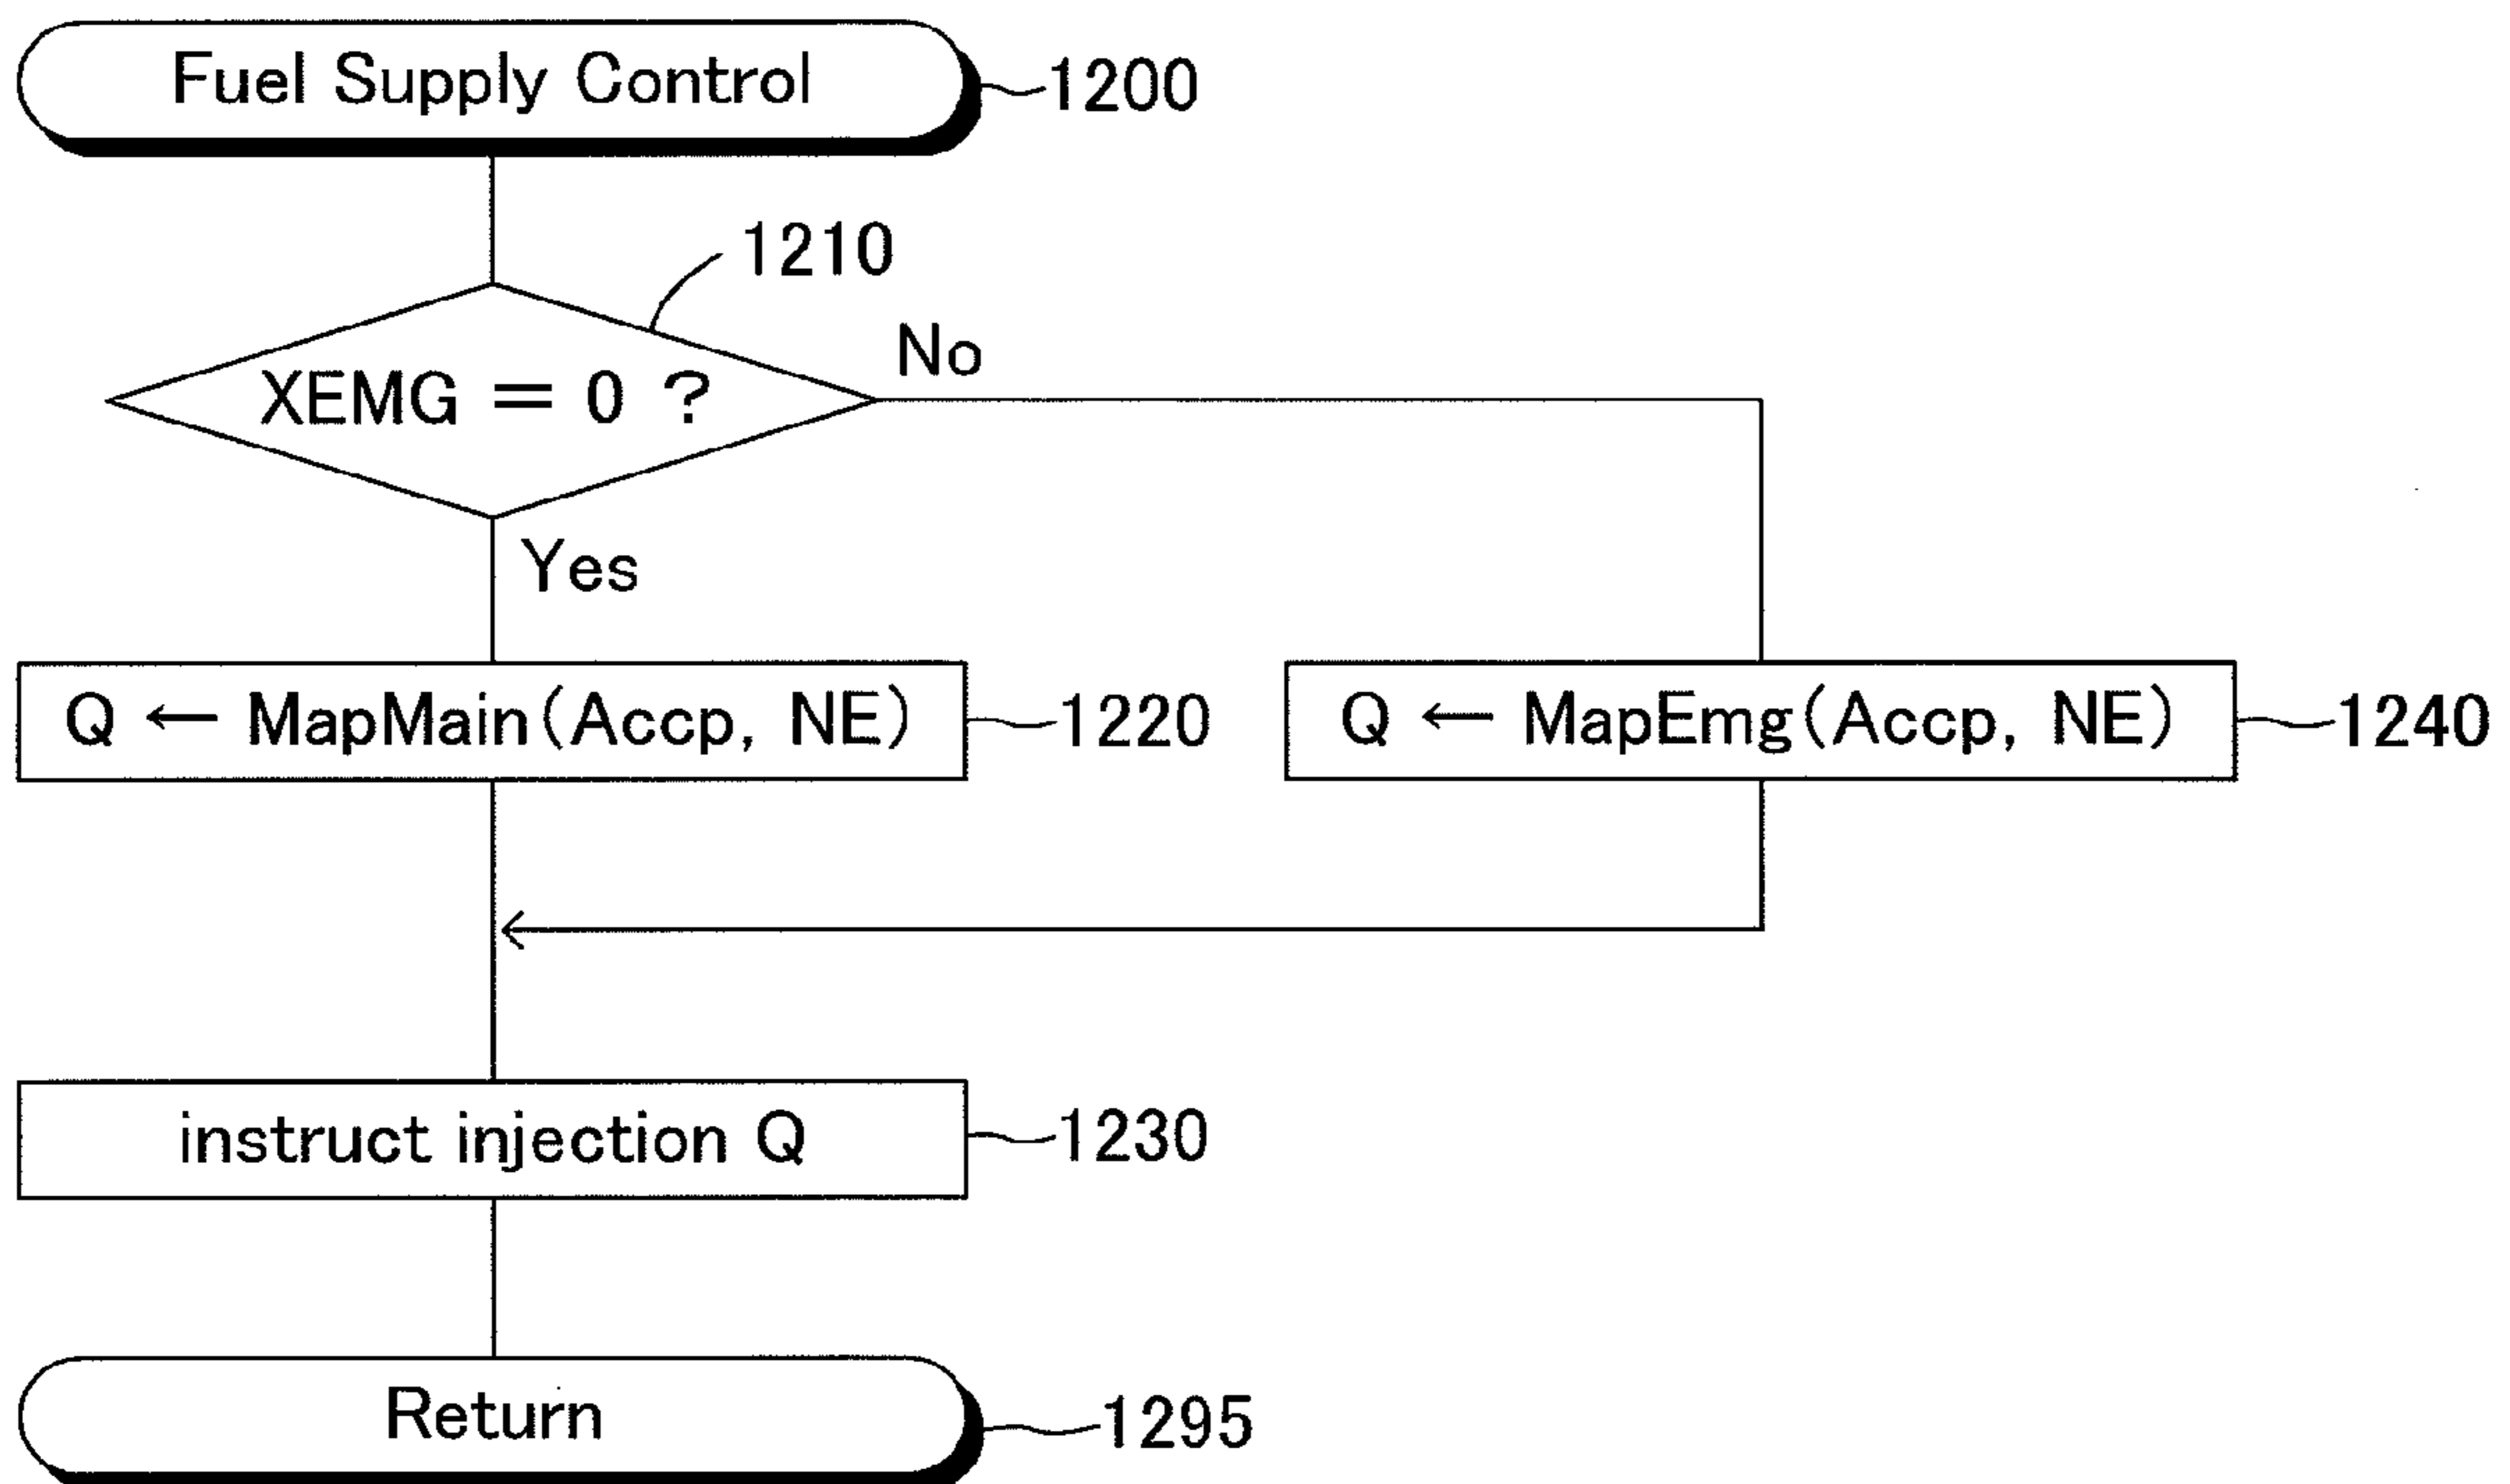 Fuel Supply Control
1200
1210
XEMG = 0 ?
No
Yes
Q ← MapMain(Accp, NE)
1220
Q ← MapEmg(Accp, NE)
1240
instruct injection Q
1230
Return
1295